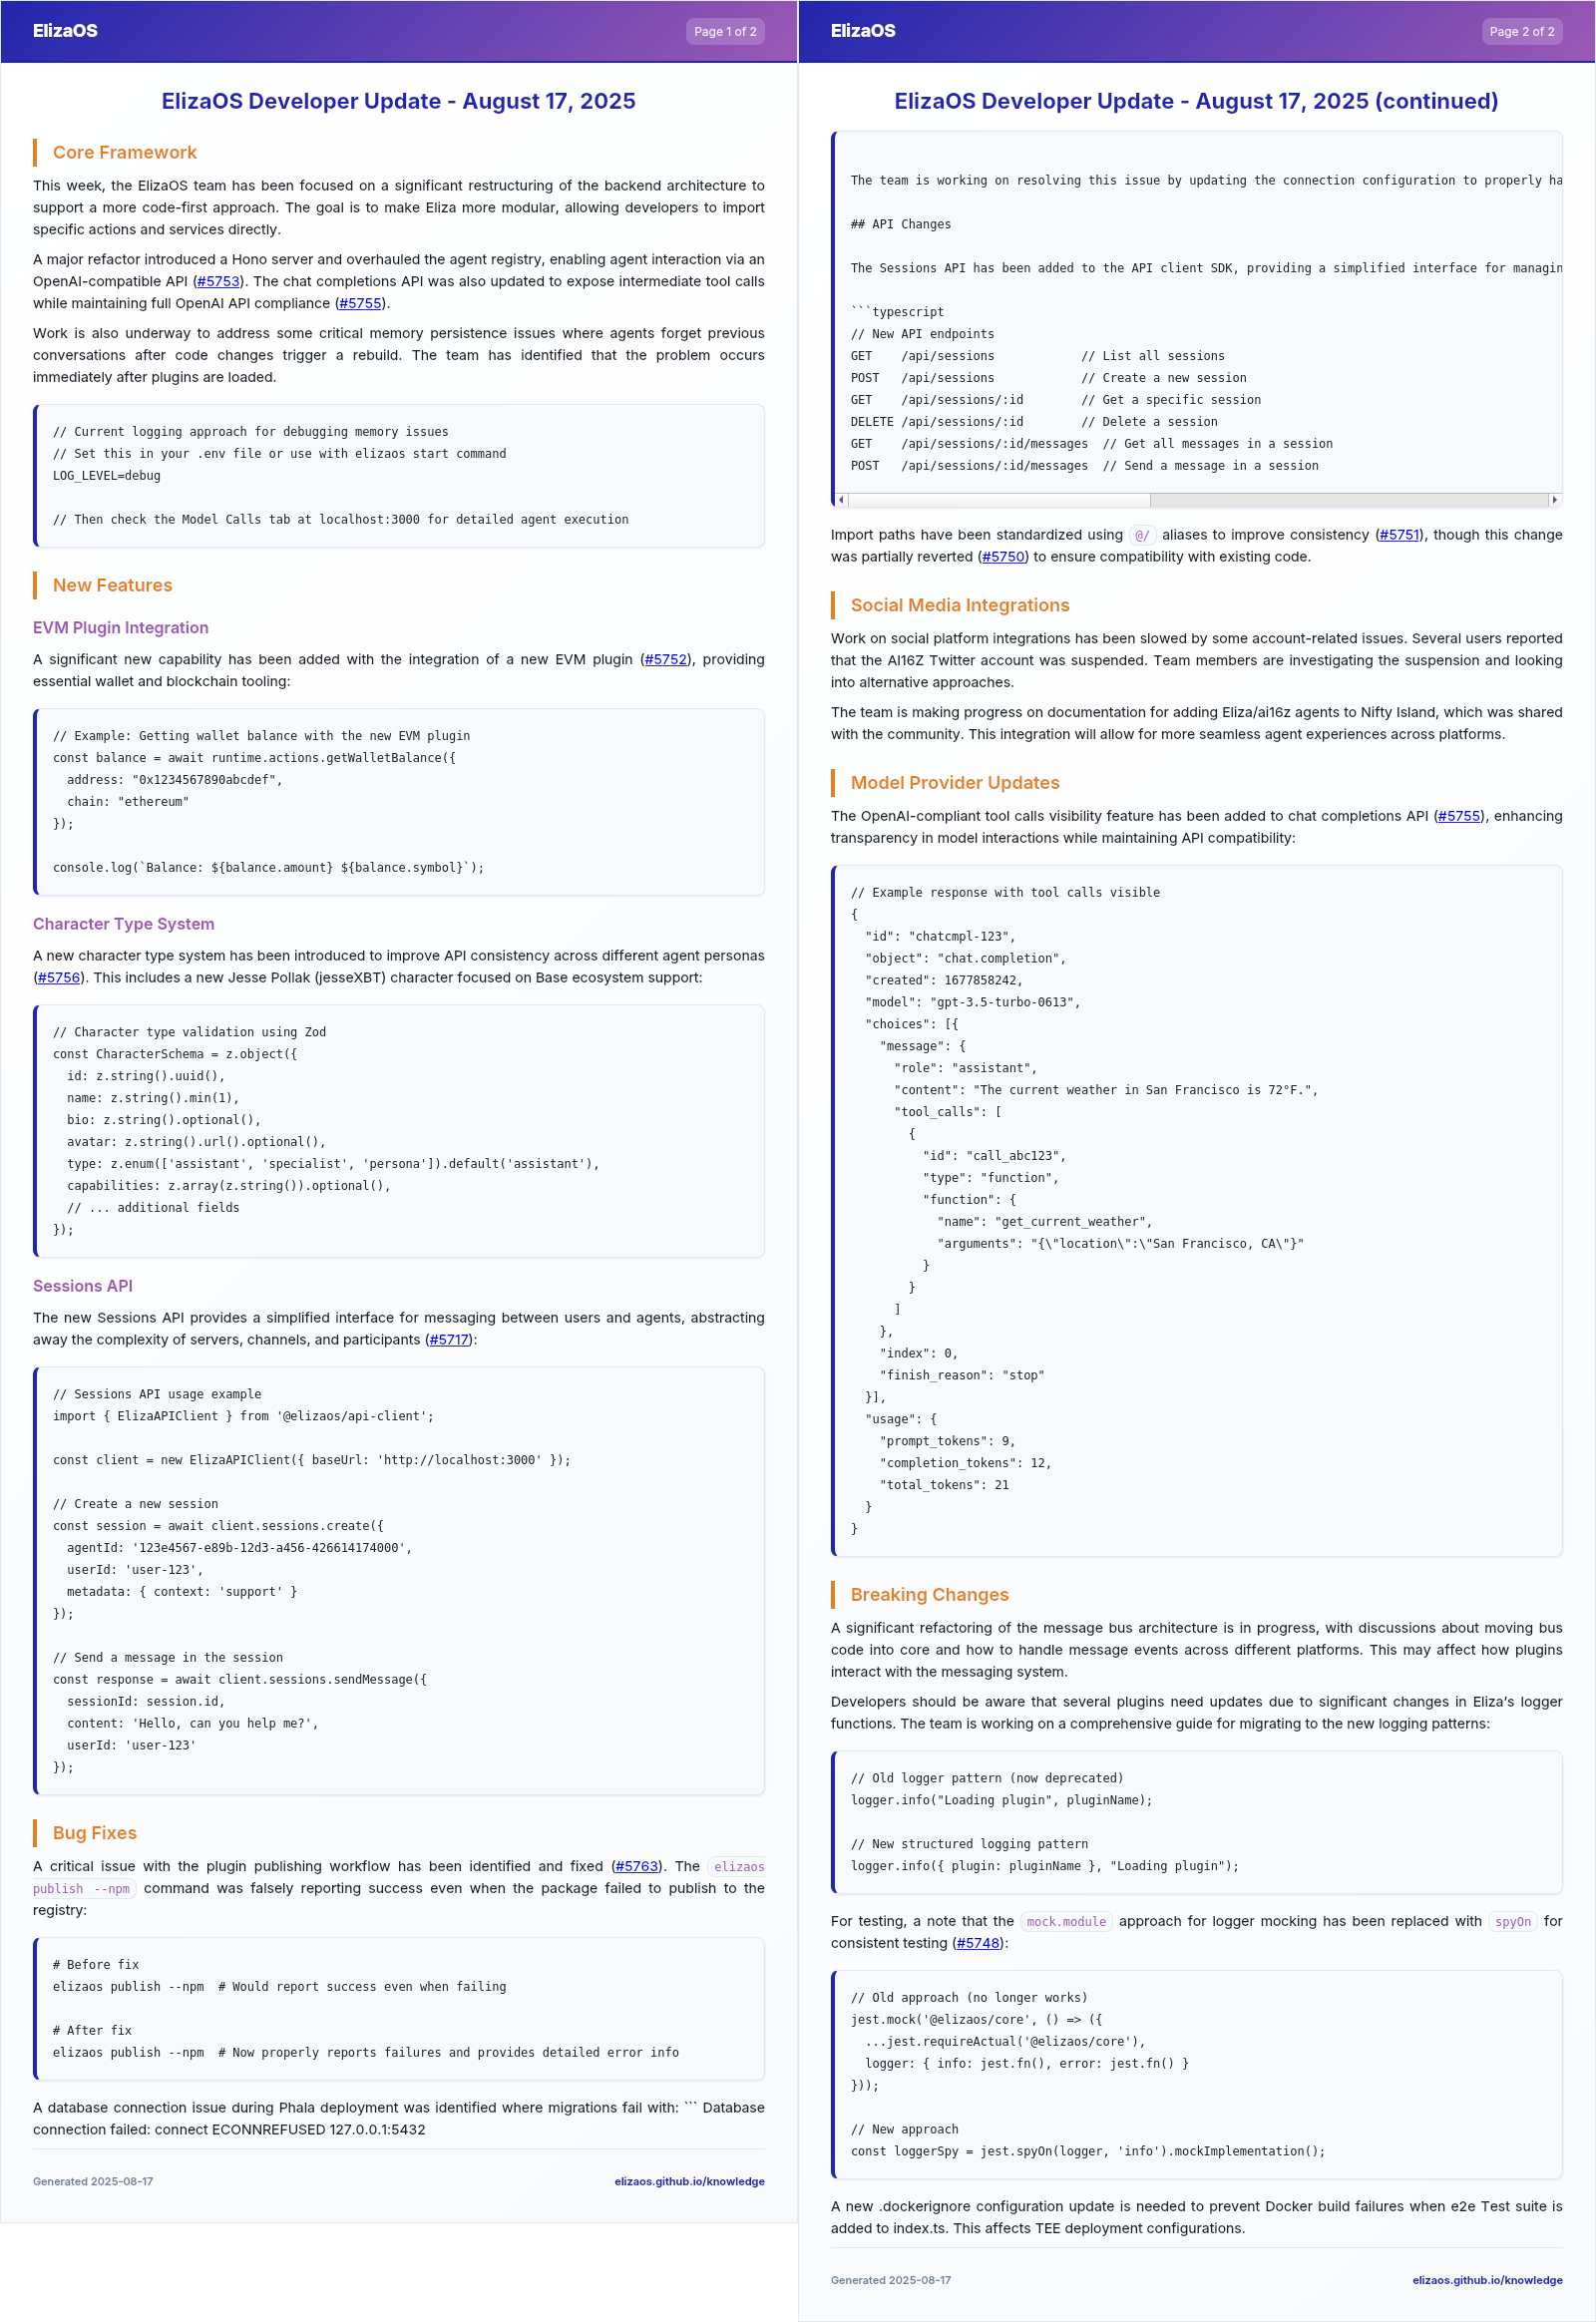 ElizaOS
Page 1 of 2
ElizaOS Developer Update - August 17, 2025
Core Framework
This week, the ElizaOS team has been focused on a significant restructuring of the backend architecture to
support a more code-first approach. The goal is to make Eliza more modular, allowing developers to import
specific actions and services directly.
A major refactor introduced a Hono server and overhauled the agent registry, enabling agent interaction via an
OpenAI-compatible API (#5753). The chat completions API was also updated to expose intermediate tool calls
while maintaining full OpenAI API compliance (#5755).
Work is also underway to address some critical memory persistence issues where agents forget previous
conversations after code changes trigger a rebuild. The team has identified that the problem occurs
immediately after plugins are loaded.
// Current logging approach for debugging memory issues
// Set this in your .env file or use with elizaos start command
LOG_LEVEL=debug

// Then check the Model Calls tab at localhost:3000 for detailed agent execution
New Features
EVM Plugin Integration
A significant new capability has been added with the integration of a new EVM plugin (#5752), providing
essential wallet and blockchain tooling:
// Example: Getting wallet balance with the new EVM plugin
const balance = await runtime.actions.getWalletBalance({
  address: "0x1234567890abcdef",
  chain: "ethereum"
});

console.log(`Balance: ${balance.amount} ${balance.symbol}`);
Character Type System
A new character type system has been introduced to improve API consistency across different agent personas
(#5756). This includes a new Jesse Pollak (jesseXBT) character focused on Base ecosystem support:
// Character type validation using Zod
const CharacterSchema = z.object({
  id: z.string().uuid(),
  name: z.string().min(1),
  bio: z.string().optional(),
  avatar: z.string().url().optional(),
  type: z.enum(['assistant', 'specialist', 'persona']).default('assistant'),
  capabilities: z.array(z.string()).optional(),
  // ... additional fields
});
Sessions API
The new Sessions API provides a simplified interface for messaging between users and agents, abstracting
away the complexity of servers, channels, and participants (#5717):
// Sessions API usage example
import { ElizaAPIClient } from '@elizaos/api-client';

const client = new ElizaAPIClient({ baseUrl: 'http://localhost:3000' });

// Create a new session
const session = await client.sessions.create({
  agentId: '123e4567-e89b-12d3-a456-426614174000',
  userId: 'user-123',
  metadata: { context: 'support' }
});

// Send a message in the session
const response = await client.sessions.sendMessage({
  sessionId: session.id,
  content: 'Hello, can you help me?',
  userId: 'user-123'
});
Bug Fixes
A critical issue with the plugin publishing workflow has been identified and fixed (#5763). The elizaos
publish --npm command was falsely reporting success even when the package failed to publish to the
registry:
# Before fix
elizaos publish --npm  # Would report success even when failing

# After fix
elizaos publish --npm  # Now properly reports failures and provides detailed error info
A database connection issue during Phala deployment was identified where migrations fail with: ``` Database
connection failed: connect ECONNREFUSED 127.0.0.1:5432
Generated 2025-08-17
elizaos.github.io/knowledge
ElizaOS
Page 2 of 2
ElizaOS Developer Update - August 17, 2025 (continued)
The team is working on resolving this issue by updating the connection configuration to properly ha

## API Changes

The Sessions API has been added to the API client SDK, providing a simplified interface for managin

```typescript
// New API endpoints
GET    /api/sessions            // List all sessions
POST   /api/sessions            // Create a new session
GET    /api/sessions/:id        // Get a specific session
DELETE /api/sessions/:id        // Delete a session
GET    /api/sessions/:id/messages  // Get all messages in a session
POST   /api/sessions/:id/messages  // Send a message in a session
Import paths have been standardized using @/ aliases to improve consistency (#5751), though this change
was partially reverted (#5750) to ensure compatibility with existing code.
Social Media Integrations
Work on social platform integrations has been slowed by some account-related issues. Several users reported
that the AI16Z Twitter account was suspended. Team members are investigating the suspension and looking
into alternative approaches.
The team is making progress on documentation for adding Eliza/ai16z agents to Nifty Island, which was shared
with the community. This integration will allow for more seamless agent experiences across platforms.
Model Provider Updates
The OpenAI-compliant tool calls visibility feature has been added to chat completions API (#5755), enhancing
transparency in model interactions while maintaining API compatibility:
// Example response with tool calls visible
{
  "id": "chatcmpl-123",
  "object": "chat.completion",
  "created": 1677858242,
  "model": "gpt-3.5-turbo-0613",
  "choices": [{
    "message": {
      "role": "assistant",
      "content": "The current weather in San Francisco is 72°F.",
      "tool_calls": [
        {
          "id": "call_abc123",
          "type": "function",
          "function": {
            "name": "get_current_weather",
            "arguments": "{\"location\":\"San Francisco, CA\"}"
          }
        }
      ]
    },
    "index": 0,
    "finish_reason": "stop"
  }],
  "usage": {
    "prompt_tokens": 9,
    "completion_tokens": 12,
    "total_tokens": 21
  }
}
Breaking Changes
A significant refactoring of the message bus architecture is in progress, with discussions about moving bus
code into core and how to handle message events across different platforms. This may affect how plugins
interact with the messaging system.
Developers should be aware that several plugins need updates due to significant changes in Eliza's logger
functions. The team is working on a comprehensive guide for migrating to the new logging patterns:
// Old logger pattern (now deprecated)
logger.info("Loading plugin", pluginName);

// New structured logging pattern
logger.info({ plugin: pluginName }, "Loading plugin");
For testing, a note that the mock.module approach for logger mocking has been replaced with spyOn for
consistent testing (#5748):
// Old approach (no longer works)
jest.mock('@elizaos/core', () => ({
  ...jest.requireActual('@elizaos/core'),
  logger: { info: jest.fn(), error: jest.fn() }
}));

// New approach
const loggerSpy = jest.spyOn(logger, 'info').mockImplementation();
A new .dockerignore configuration update is needed to prevent Docker build failures when e2e Test suite is
added to index.ts. This affects TEE deployment configurations.
Generated 2025-08-17
elizaos.github.io/knowledge